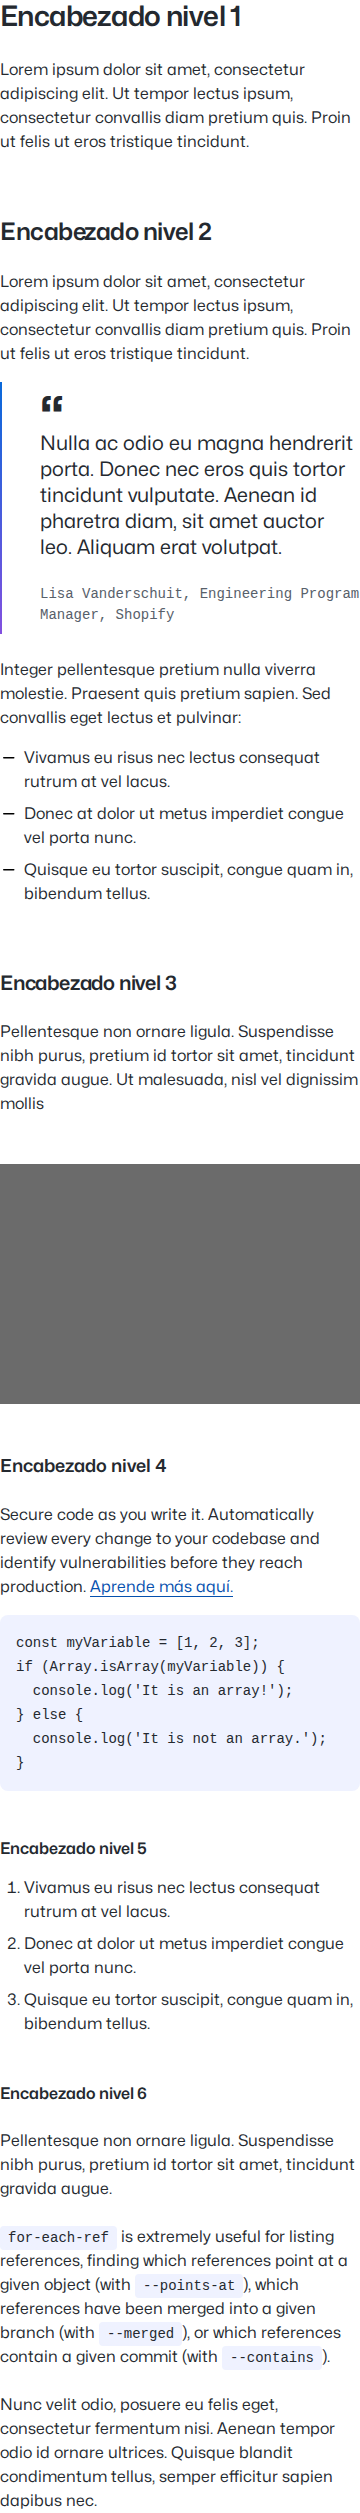 Encabezado nivel 1
Lorem ipsum dolor sit amet, consectetur
adipiscing elit. Ut tempor lectus ipsum,
consectetur convallis diam pretium quis. Proin
ut felis ut eros tristique tincidunt.
Encabezado nivel 2
Lorem ipsum dolor sit amet, consectetur
adipiscing elit. Ut tempor lectus ipsum,
consectetur convallis diam pretium quis. Proin
ut felis ut eros tristique tincidunt.
“
Nulla ac odio eu magna hendrerit
porta. Donec nec eros quis tortor
tincidunt vulputate. Aenean id
pharetra diam, sit amet auctor
leo. Aliquam erat volutpat.
Lisa Vanderschuit, Engineering Program
Manager, Shopify
Integer pellentesque pretium nulla viverra
molestie. Praesent quis pretium sapien. Sed
convallis eget lectus et pulvinar:
— Vivamus eu risus nec lectus consequat
rutrum at vel lacus.
— Donec at dolor ut metus imperdiet congue
vel porta nunc.
— Quisque eu tortor suscipit, congue quam in,
bibendum tellus.
Encabezado nivel 3
Pellentesque non ornare ligula. Suspendisse
nibh purus, pretium id tortor sit amet, tincidunt
gravida augue. Ut malesuada, nisl vel dignissim
mollis
Encabezado nivel 4
Secure code as you write it. Automatically
review every change to your codebase and
identify vulnerabilities before they reach
production. Aprende más aquí.
const myVariable = [1, 2, 3];
if (Array.isArray(myVariable)) {
  console.log('It is an array!');
} else {
  console.log('It is not an array.');
}
Encabezado nivel 5
1. Vivamus eu risus nec lectus consequat
rutrum at vel lacus.
2. Donec at dolor ut metus imperdiet congue
vel porta nunc.
3. Quisque eu tortor suscipit, congue quam in,
bibendum tellus.
Encabezado nivel 6
Pellentesque non ornare ligula. Suspendisse
nibh purus, pretium id tortor sit amet, tincidunt
gravida augue.
for-each-ref is extremely useful for listing
references, finding which references point at a
given object (with --points-at ), which
references have been merged into a given
branch (with --merged ), or which references
contain a given commit (with --contains ).
Nunc velit odio, posuere eu felis eget,
consectetur fermentum nisi. Aenean tempor
odio id ornare ultrices. Quisque blandit
condimentum tellus, semper efficitur sapien
dapibus nec.